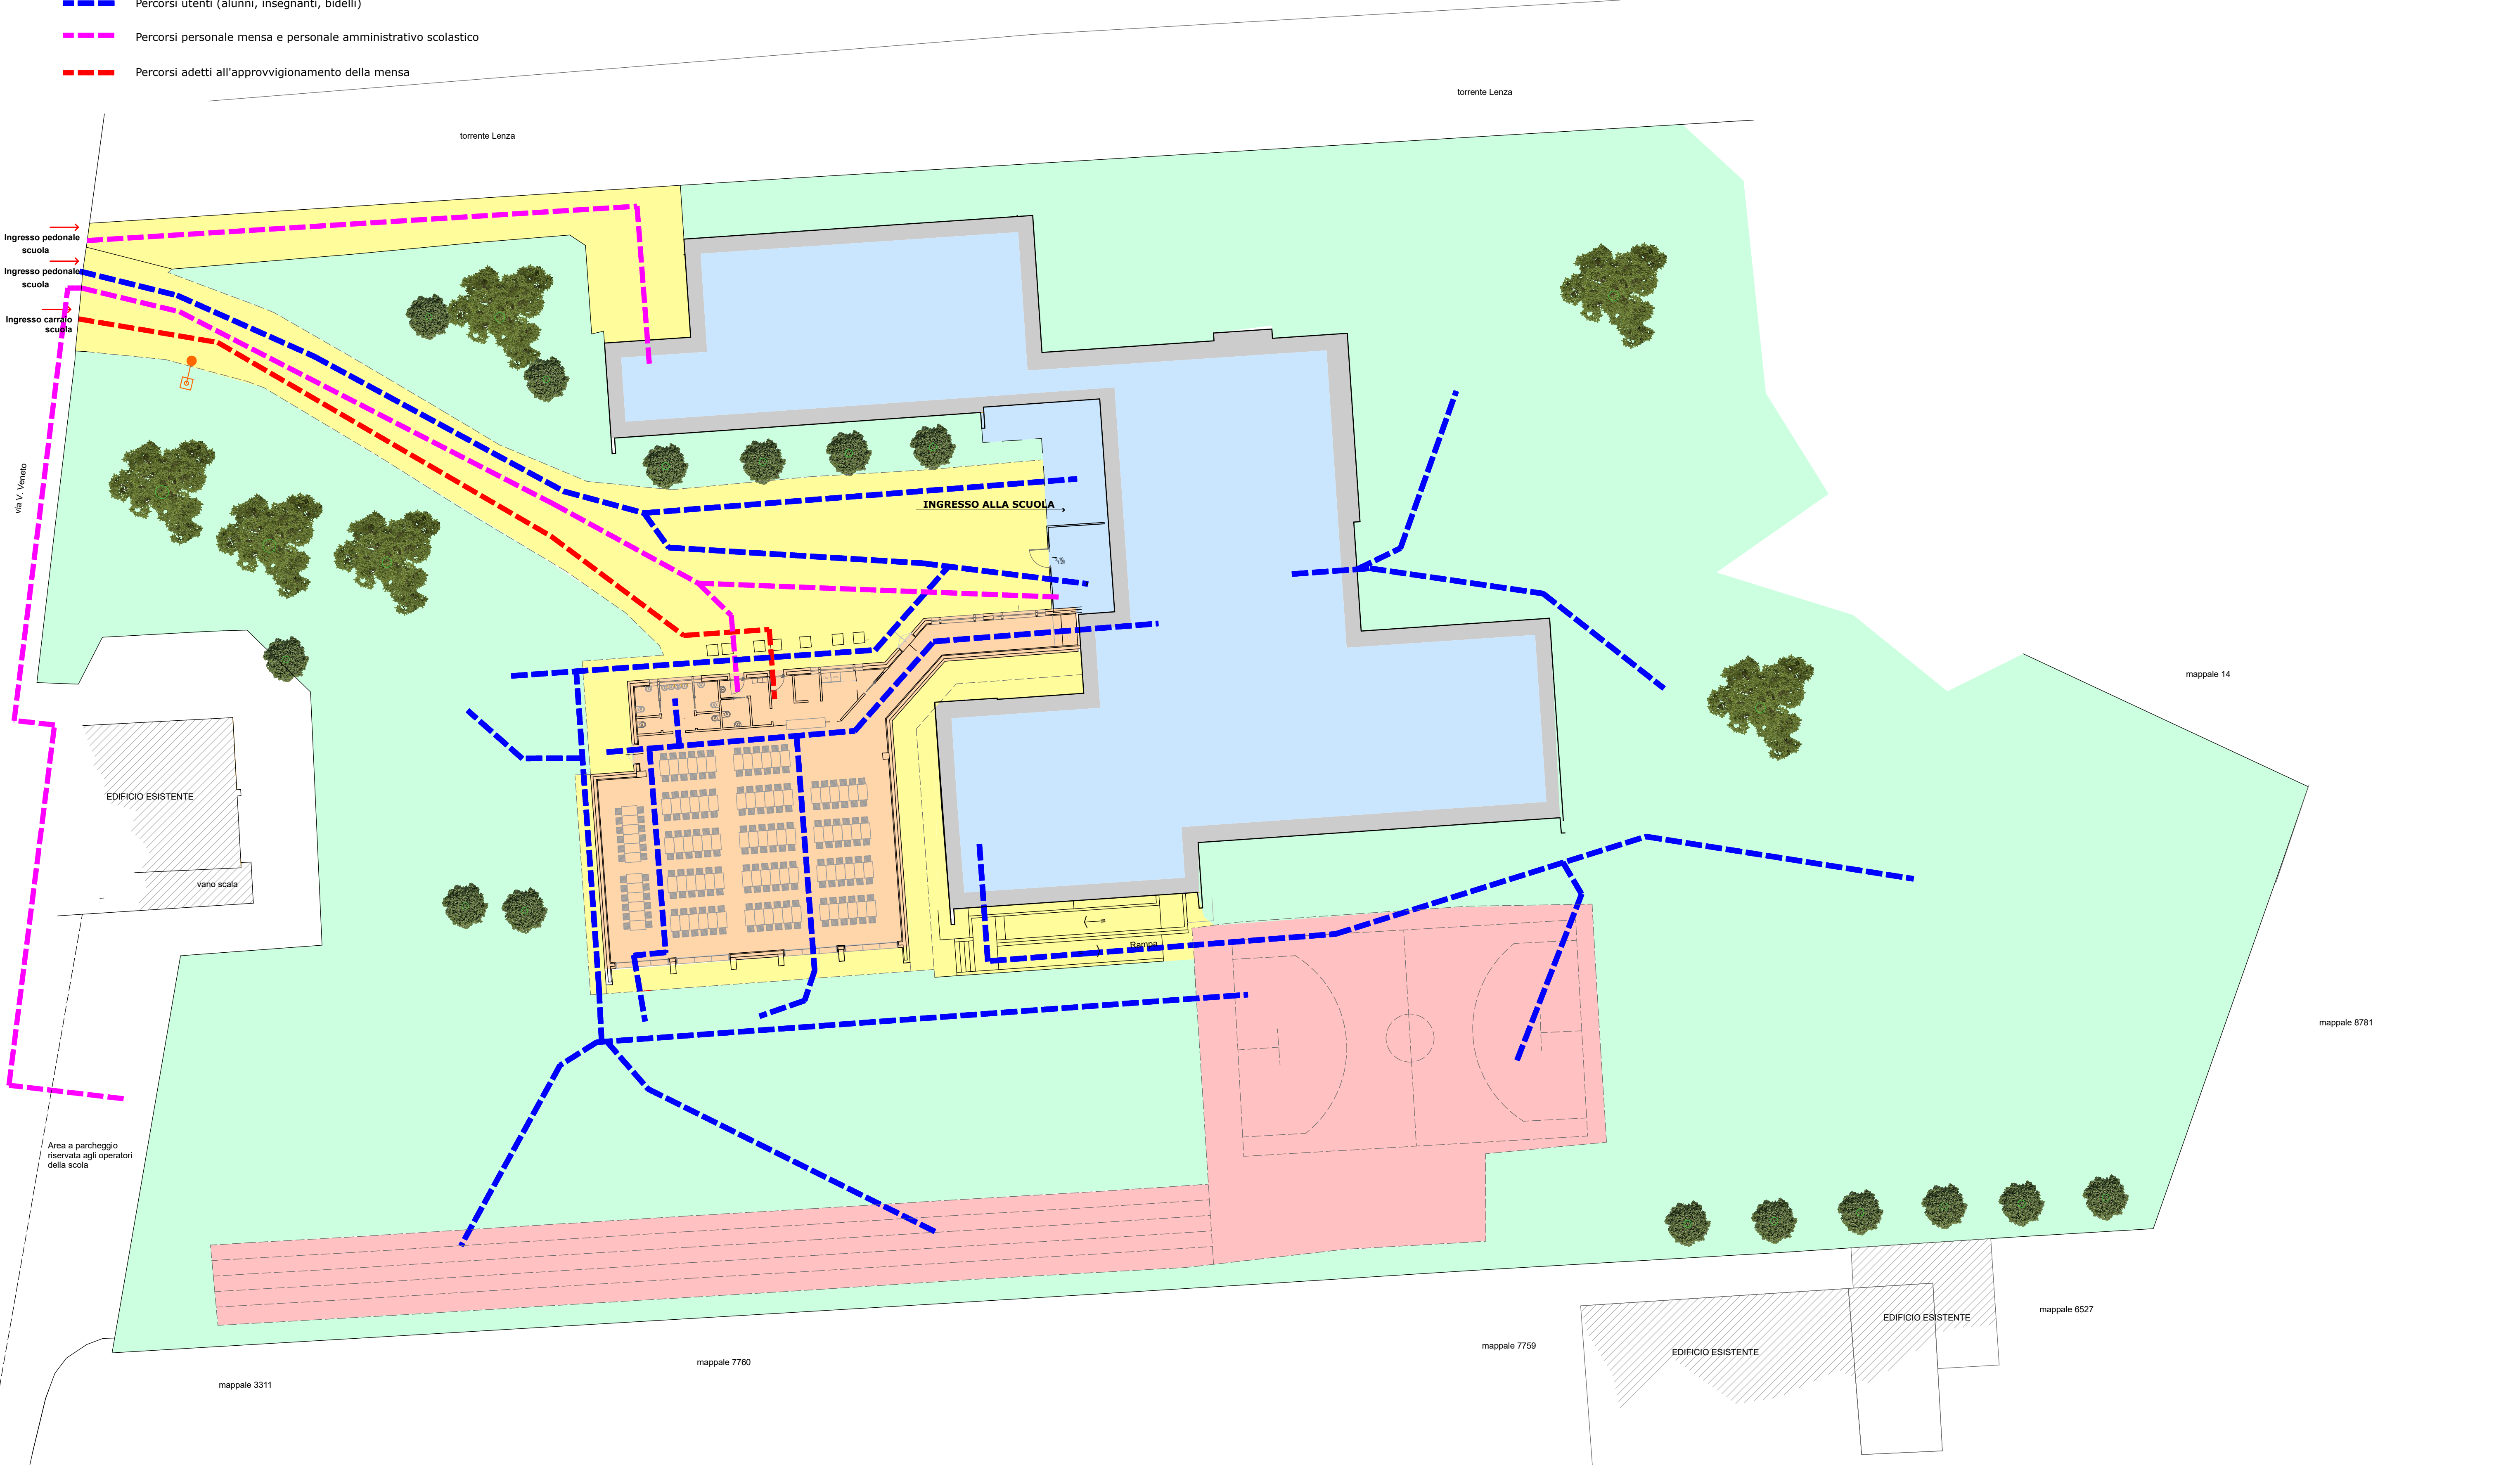 Percorsi utenti (alunni, insegnanti, bidelli)
Percorsi personale mensa e personale amministrativo scolastico
Percorsi adetti all'approvvigionamento della mensa
torrente Lenza
torrente Lenza
Ingresso pedonale
scuola
Ingresso pedonale
scuola
Ingresso carraio
scuola
via V. Veneto
INGRESSO ALLA SCUOLA
mappale 14
EDIFICIO ESISTENTE
vano scala
Rampa
mappale 8781
Area a parcheggio
riservata agli operatori
della scola
mappale 6527
EDIFICIO ESISTENTE
mappale 7759
EDIFICIO ESISTENTE
mappale 7760
mappale 3311